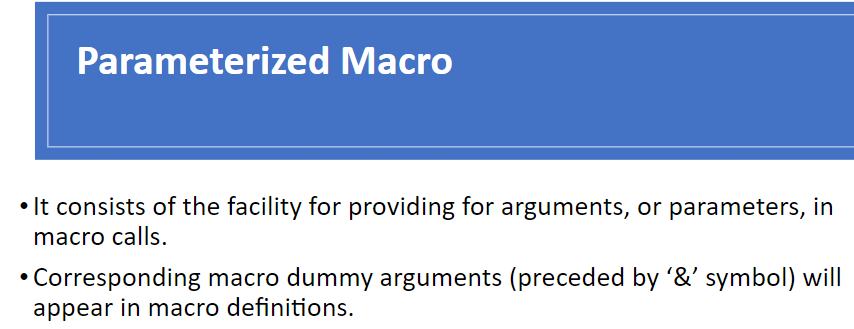 Parameterized Macro
• It consists of the facility for providing for arguments, or parameters, in
macro calls.
• Corresponding macro dummy arguments (preceded by ‘&’ symbol) will
appear in macro definitions.